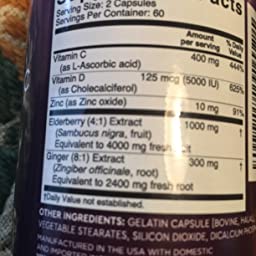 Serving Size: 2 Capsules
Servings Per Container: 60
Amount per serving % Daily Value
Vitamin C 400 mg 444%
(as L-Ascorbic acid)
Vitamin D 125 mcg (5000 IU) 625%
(as Cholecalciferol)
Zinc (as Zinc oxide) 10 mg 91%
Elderberry (4:1) Extract 1000 mg †
(Sambucus nigra, fruit)
Equivalent to 4000 mg fresh
Ginger (8:1) Extract 300 mg †
(Zingiber officinale, root)
Equivalent to 2400 mg fresh root
†Daily Value not established.
OTHER INGREDIENTS: GELATIN CAPSULE (BOVINE, HALAL
VEGETABLE STEARATES, SILICON DIOXIDE, DICALCIUM
MANUFACTURED IN THE USA WITH DOMESTIC
AND IMPORTED